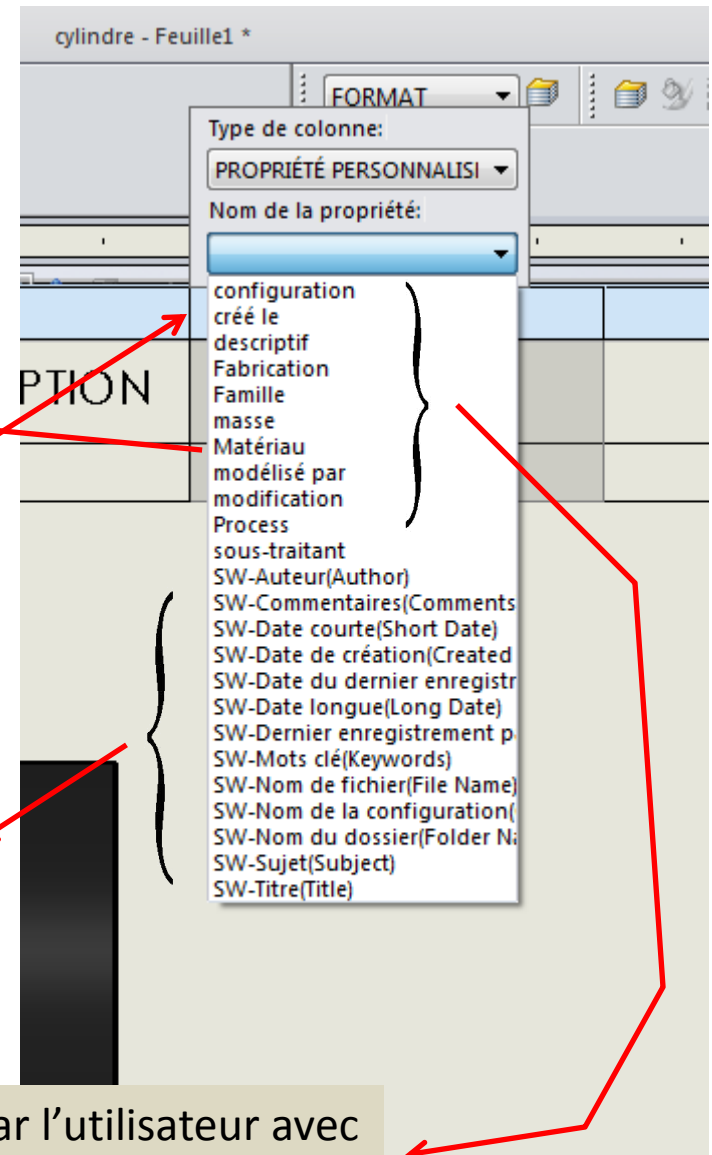 cylindre - Feuille1 *
FORMAT
Type de colonne:
PROPRIÉTÉ PERSONNALISI
Nom de la propriété:
configuration
créé le
descriptif
Fabrication
Famille
masse
Matériau
modélisé par
modification
Process
sous-traitant
SW-Auteur(Author)
SW-Commentaires(Comments
SW-Date courte(Short Date)
SW-Date de création(Created
SW-Date du dernier enregistr
SW-Date longue(Long Date)
SW-Dernier enregistrement pa
SW-Mots clé(Keywords)
SW-Nom de fichier(File Name)
SW-Nom de la configuration(
SW-Nom du dossier(Folder Na
SW-Sujet(Subject)
SW-Titre(Title)
PTION
ar l’utilisateur avec